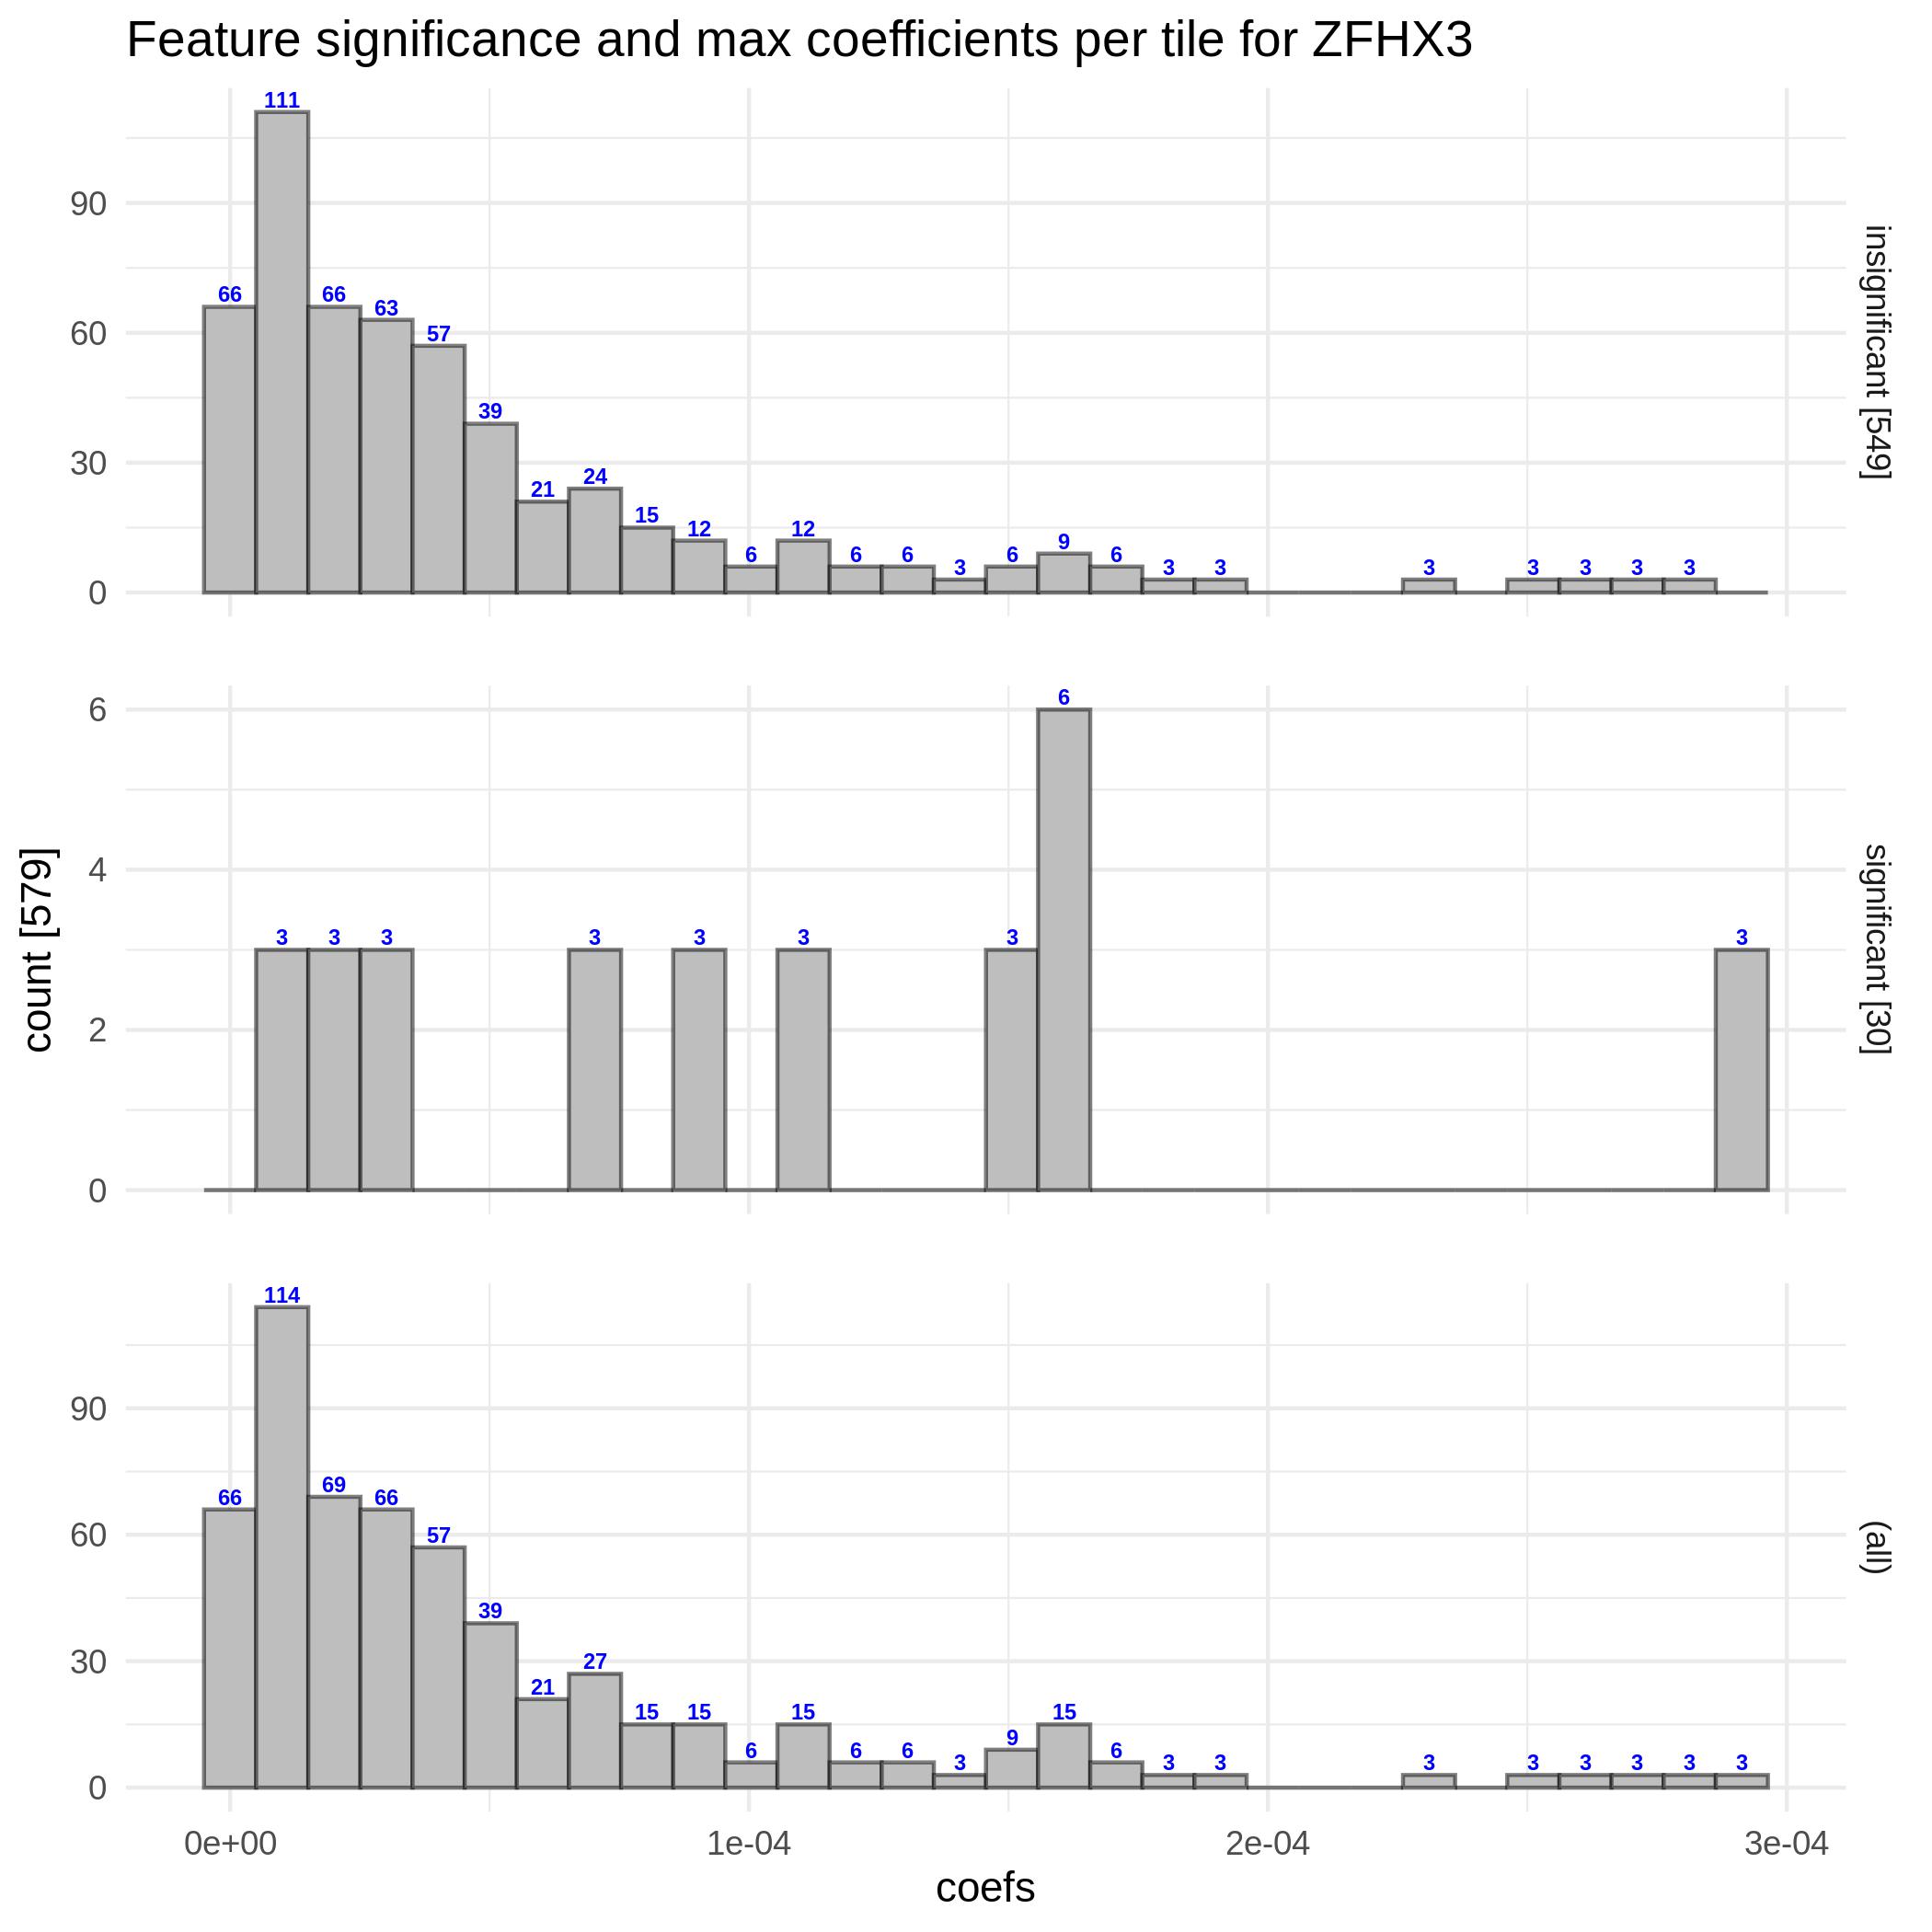 Feature significance and max coefficients per tile for ZFHX3
111
90
66 66 63
60
57
39
30
21 24 15 12 6 12 6 6 3 6 9 6 3 3 3 3 3 3 3
0
insignificant [549]
6
6
4
3 3 3 3 3 3 3 3
2
0
significant [30]
count [579]
114
90
66 69 66
60
57
39
30
21 27 15 15 6 15 6 6 3 9 15 6 3 3 3 3 3 3 3 3
0
(all)
0e+00 1e-04 2e-04 3e-04
coefs